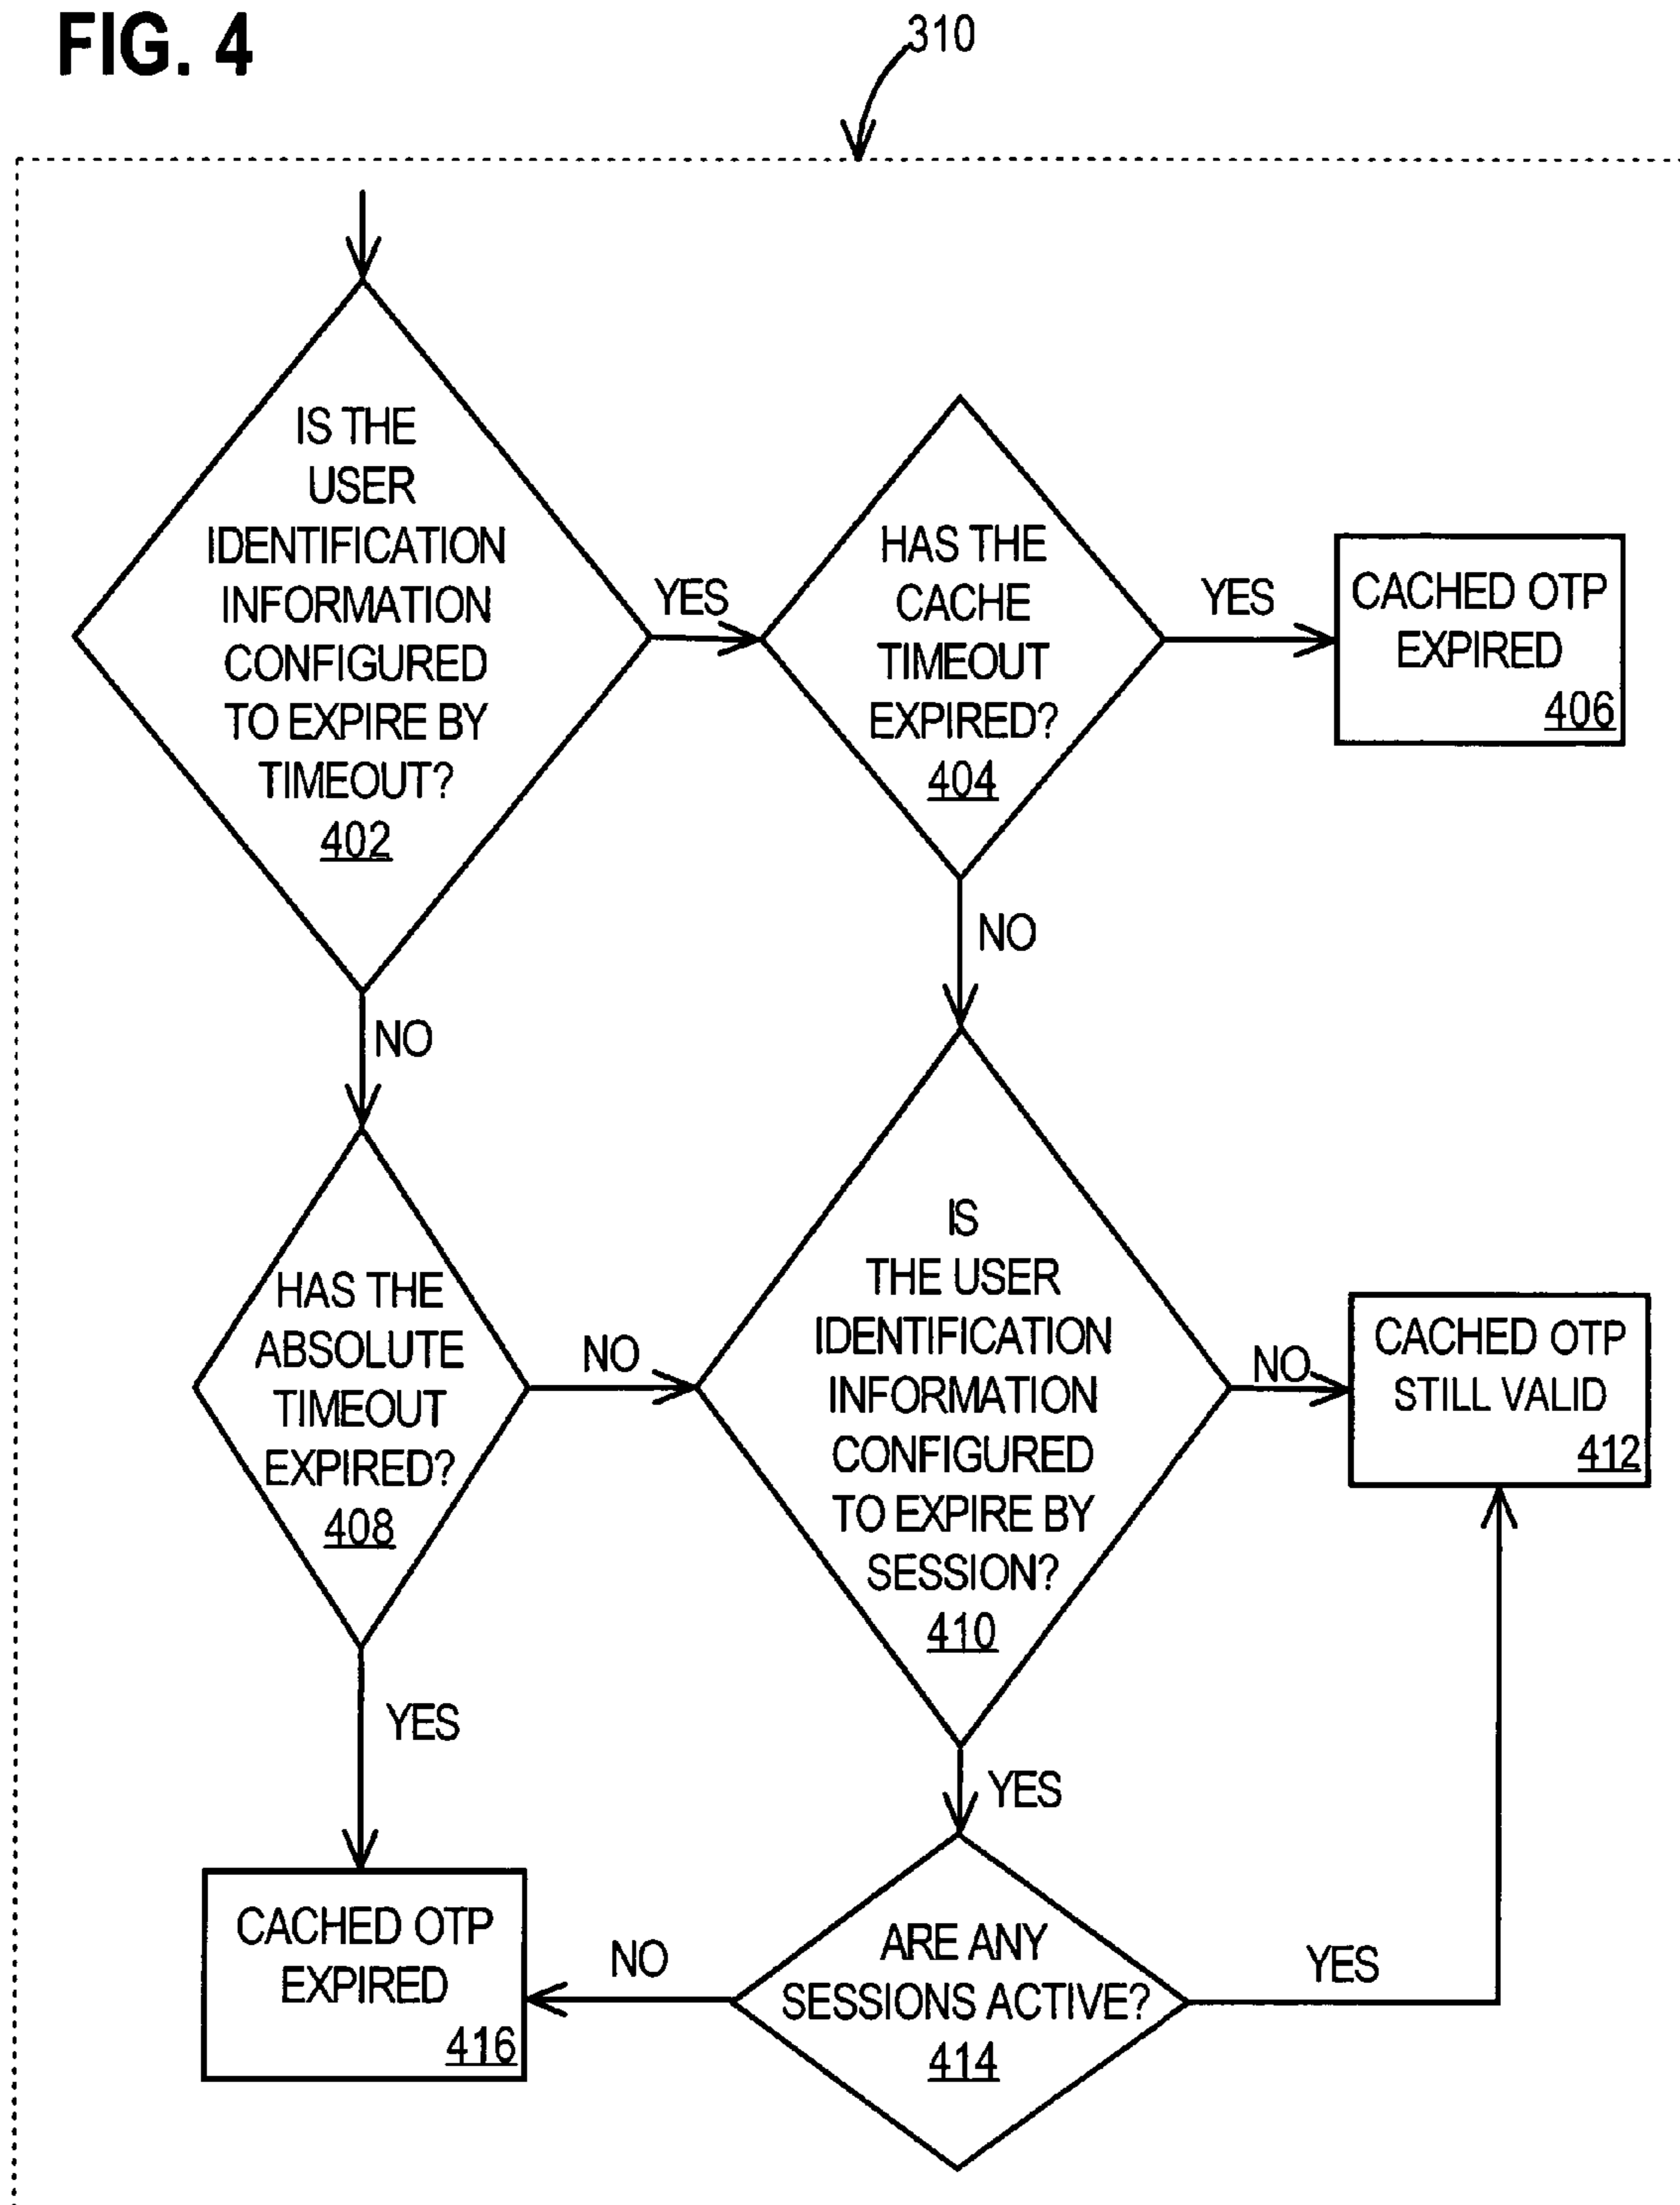 FIG. 4
310
IS THE
USER
IDENTIFICATION
INFORMATION
CONFIGURED
TO EXPIRE BY
TIMEOUT?
402
YES
HAS THE
CACHE
TIMEOUT
EXPIRED?
404
YES
CACHED OTP
EXPIRED
406
NO
NO
HAS THE
ABSOLUTE
TIMEOUT
EXPIRED?
408
NO
IS
THE USER
IDENTIFICATION
INFORMATION
CONFIGURED
TO EXPIRE BY
SESSION?
410
NO
CACHED OTP
STILL VALID
412
YES
YES
CACHED OTP
EXPIRED
416
NO
ARE ANY
SESSIONS ACTIVE?
414
YES